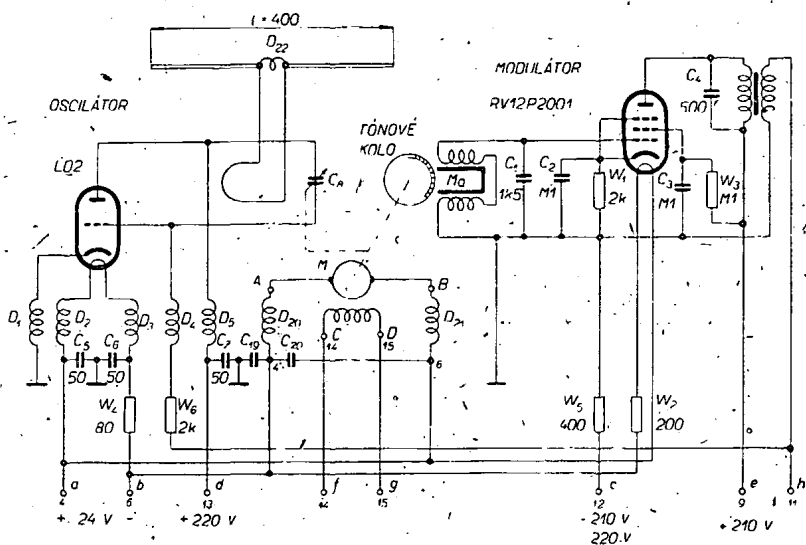 l = 400
D22
OSCILÁTOR
LD2
TÓNOVÉ
KOLO
MODULÁTOR
RV12P2001
C4
500
CA
Ma
C1
1k5
C2
M1
W1
2k
C3
M1
W3
M1
A
M
B
D1
D2
D3
D4
D5
D20
C
14
D
15
D21
C5
50
C6
50
C7
50
C19
C20
4
6
W4
80
W6
2k
W5
400
W2
200
a
4
b
6
d
13
f
14
g
15
c
12
e
9
h
11
+ 24 V -
+ 220 V
- 210 V
220 V
+ 210 V